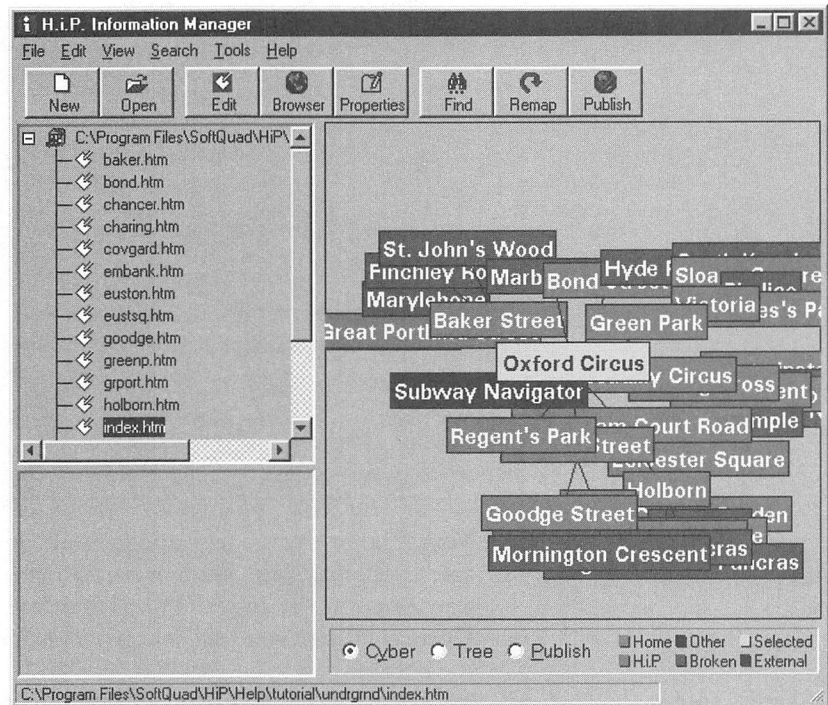 H.i.P. Information Manager
File Edit View Search Tools Help
New Open Edit Browser Properties Find Remap Publish
C:\Program Files\SoftQuad\HiP\
baker.htm
bond.htm
chancer.htm
charing.htm
covgard.htm
embank.htm
euston.htm
eustsq.htm
goodge.htm
greenp.htm
grport.htm
holborn.htm
index.htm
St. John's Wood
Finchley Ro
Marb
Bond
Hyde
Sloa
Marylebone
Victoria
Baker Street
Green Park
Great Port
Oxford Circus
Circus
oss
Subway Navigator
Court Road
mple
Regent's Park
Street
Leicester Square
Holborn
Goodge Street
den
Mornington Crescent
cras
Pancras
Cyber Tree Publish
Home Other Selected
H.i.P Broken External
C:\Program Files\SoftQuad\HiP\Help\tutorial\undrgrnd\index.htm